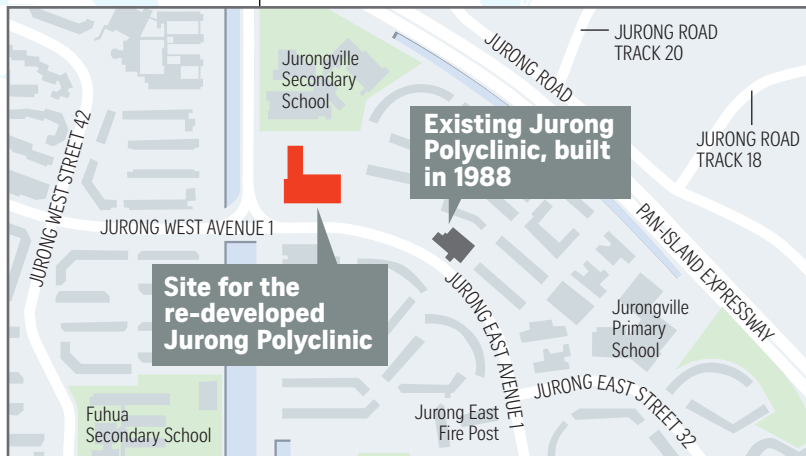 JURONG ROAD
TRACK 20
Jurongville
Secondary
School
JURONG ROAD
Existing Jurong
Polyclinic, built
in 1988
JURONG ROAD
TRACK 18
JURONG WEST STREET 42
JURONG WEST AVENUE 1
PAN-ISLAND EXPRESSWAY
Site for the
re-developed
Jurong Polyclinic
JURONG EAST AVENUE 1
Jurongville
Primary
School
JURONG EAST STREET 32
Fuhua
Secondary School
Jurong East
Fire Post